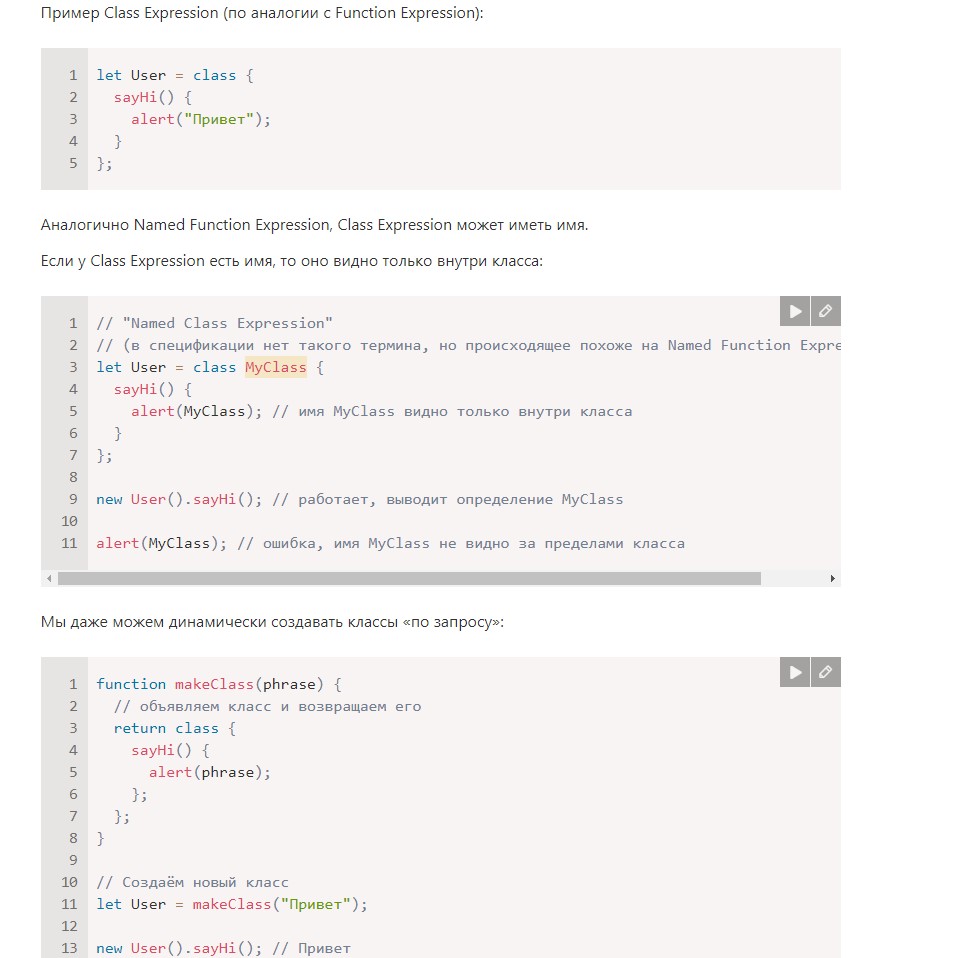 Пример Class Expression (по аналогии с Function Expression):
1 let User = class {
2   sayHi() {
3     alert("Привет");
4   }
5 };
Аналогично Named Function Expression, Class Expression может иметь имя.
Если у Class Expression есть имя, то оно видно только внутри класса:
1 // "Named Class Expression"
2 // (в спецификации нет такого термина, но происходящее похоже на Named Function Expre
3 let User = class MyClass {
4   sayHi() {
5     alert(MyClass); // имя MyClass видно только внутри класса
6   }
7 };
8
9 new User().sayHi(); // работает, выводит определение MyClass
10
11 alert(MyClass); // ошибка, имя MyClass не видно за пределами класса
Мы даже можем динамически создавать классы «по запросу»:
1 function makeClass(phrase) {
2   // объявляем класс и возвращаем его
3   return class {
4     sayHi() {
5       alert(phrase);
6     };
7   };
8 }
9
10 // Создаём новый класс
11 let User = makeClass("Привет");
12
13 new User().sayHi(); // Привет